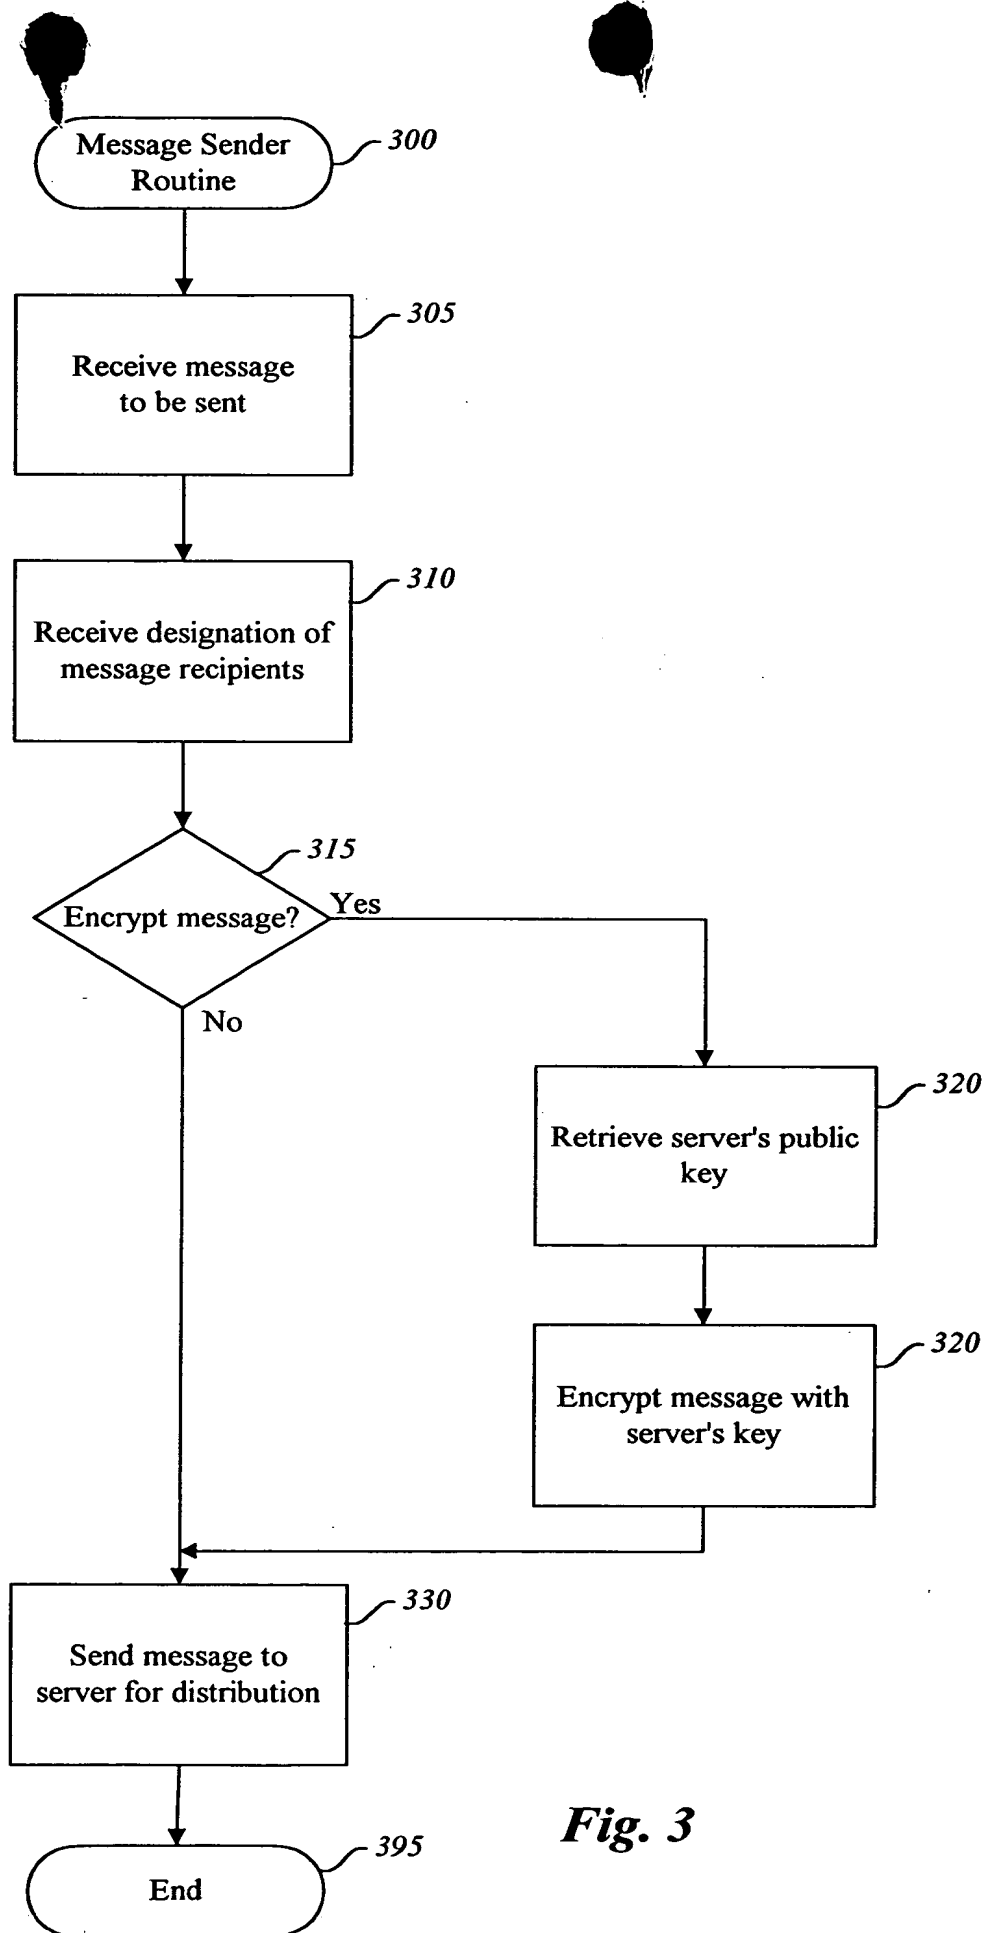 Message Sender
Routine
300
305
Receive message
to be sent
310
Receive designation of
message recipients
315
Encrypt message?
Yes
No
320
Retrieve server's public
key
320
Encrypt message with
server's key
330
Send message to
server for distribution
Fig. 3
395
End